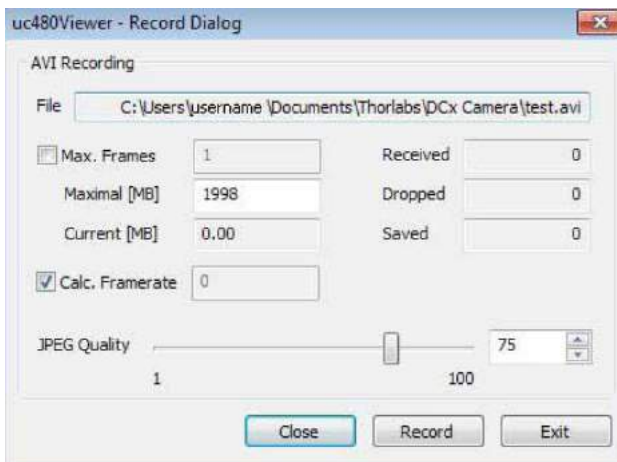 uc480Viewer - Record Dialog
AVI Recording
File C:\Users\username \Documents\Thorlabs\DCx Camera\test.avi
Max. Frames 1 Received 0
Maximal [MB] 1998 Dropped 0
Current [MB] 0.00 Saved 0
Calc. Framerate 0
JPEG Quality 75
1 100
Close Record Exit